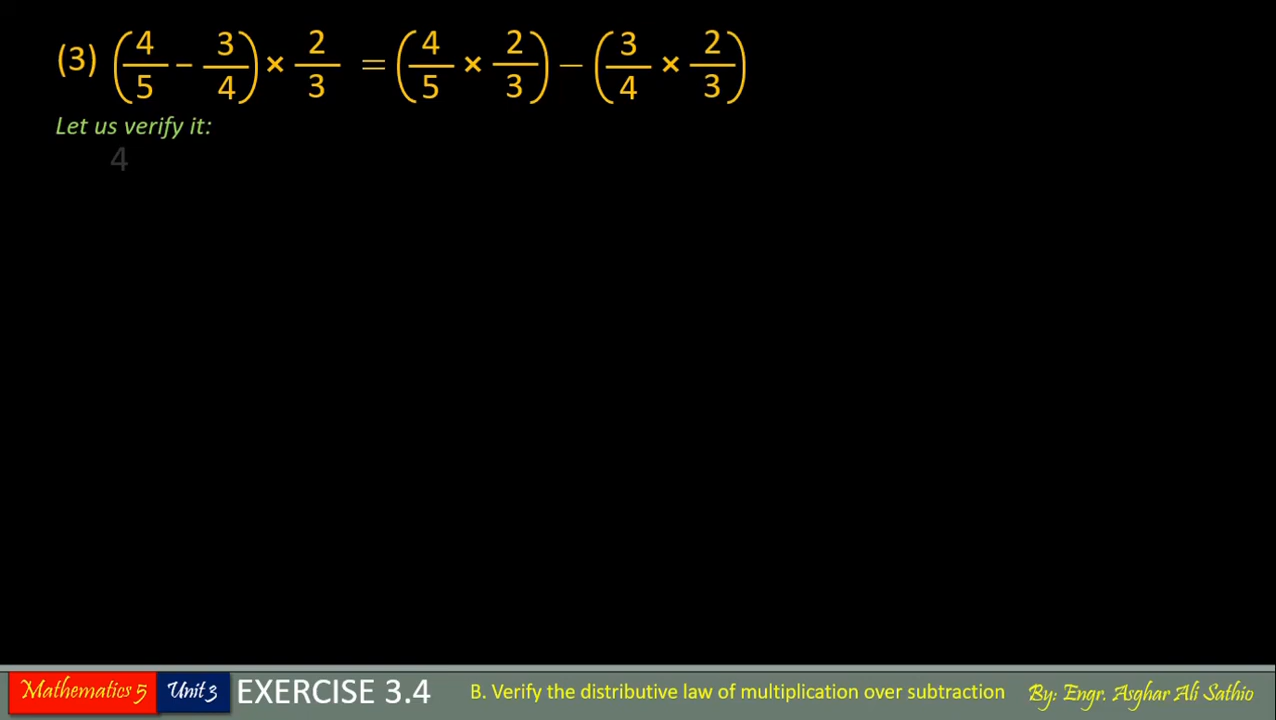 (3) (4/5 − 3/4) × 2/3 = (4/5 × 2/3) − (3/4 × 2/3)
Let us verify it:
4
Mathematics 5 Unit 3 EXERCISE 3.4 B. Verify the distributive law of multiplication over subtraction By: Engr. Asghar Ali Sathio